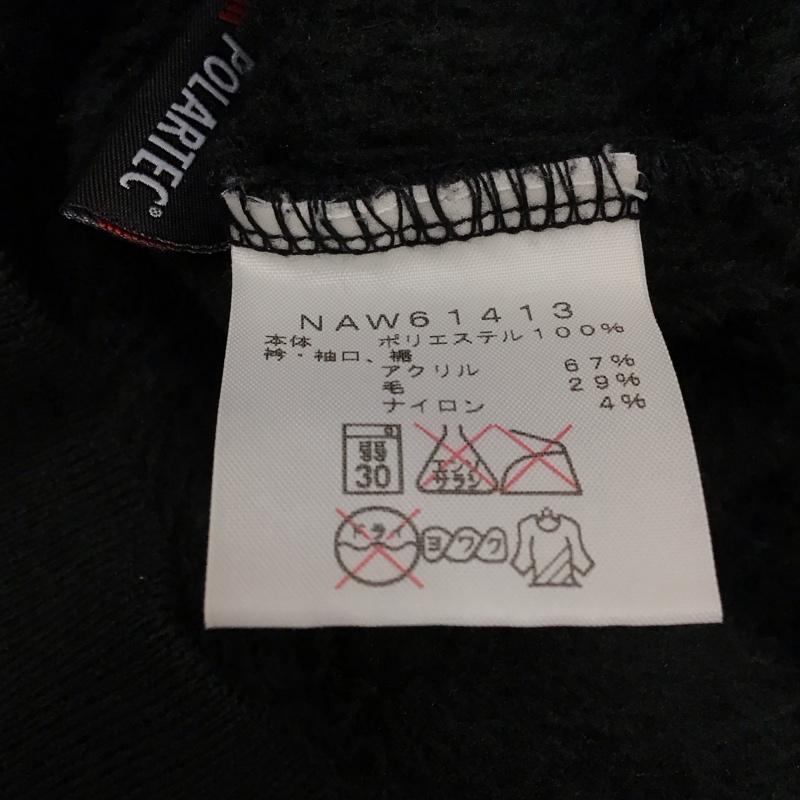 POLARTEC®
NAW61413
本体 ポリエステル100%
衿・袖口、裾
アクリル 67%
毛 29%
ナイロン 4%
弱
30
エンソ
サラシ
ドライ
ヨワク